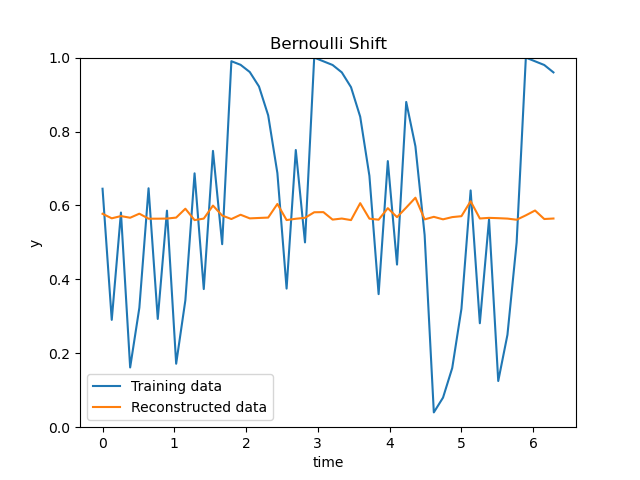 Bernoulli Shift
1.0
0.8
0.6
0.4
0.2
0.0
y
Training data
Reconstructed data
0 1 2 3 4 5 6
time